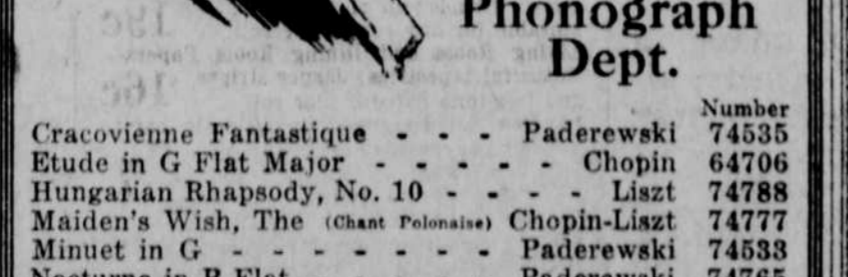 Phonograph
Dept.
Number
Cracovienne Fantastique - - - Paderewski 74535
Etude in G Flat Major - - - - - Chopin 64706
Hungarian Rhapsody, No. 10 - - - - Liszt 74788
Maiden's Wish, The (Chant Polonaise) Chopin-Liszt 74777
Minuet in G - - - - - - - Paderewski 74533